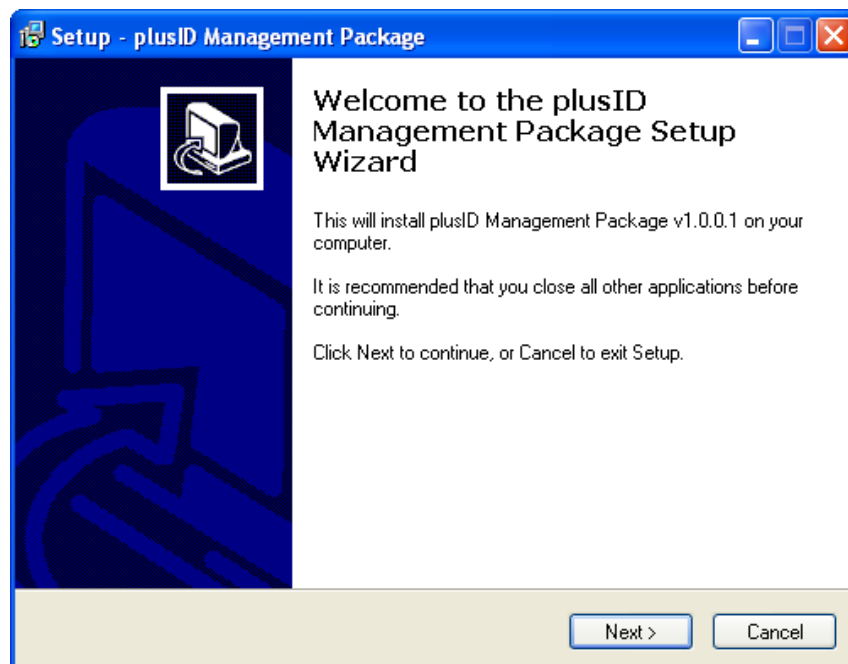 Setup - plusID Management Package
Welcome to the plusID
Management Package Setup
Wizard
This will install plusID Management Package v1.0.0.1 on your
computer.
It is recommended that you close all other applications before
continuing.
Click Next to continue, or Cancel to exit Setup.
Next >
Cancel